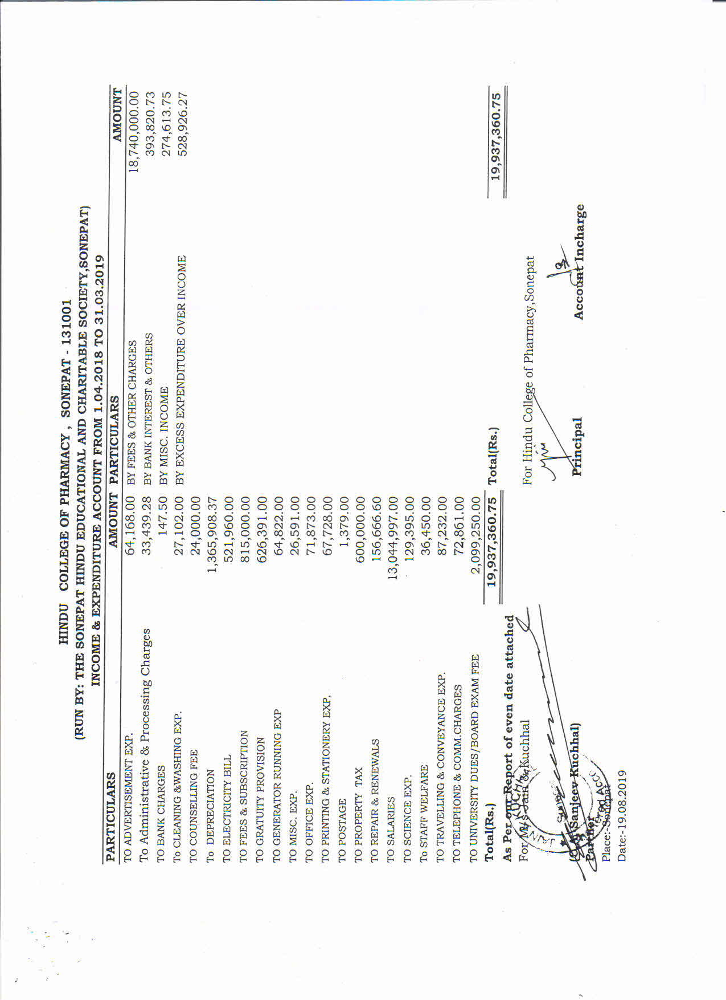 HINDU COLLEGE OF PHARMACY , SONEPAT - 131001
(RUN BY: THE SONEPAT HINDU EDUCATIONAL AND CHARITABLE SOCIETY,SONEPAT)
INCOME & EXPENDITURE ACCOUNT FROM 1.04.2018 TO 31.03.2019
PARTICULARS AMOUNT PARTICULARS AMOUNT
TO ADVERTISEMENT EXP. 64,168.00 BY FEES & OTHER CHARGES 18,740,000.00
To Administrative & Processing Charges 33,439.28 BY BANK INTEREST & OTHERS 393,820.73
TO BANK CHARGES 147.50 BY MISC. INCOME 274,613.75
To CLEANING &WASHING EXP. 27,102.00 BY EXCESS EXPENDITURE OVER INCOME 528,926.27
TO COUNSELLING FEE 24,000.00
To DEPRECIATION 1,365,908.37
TO ELECTRICITY BILL 521,960.00
TO FEES & SUBSCRIPTION 815,000.00
TO GRATUITY PROVISION 626,391.00
TO GENERATOR RUNNING EXP 64,822.00
TO MISC. EXP. 26,591.00
TO OFFICE EXP. 71,873.00
TO PRINTING & STATIONERY EXP. 67,728.00
TO POSTAGE 1,379.00
TO PROPERTY TAX 600,000.00
TO REPAIR & RENEWALS 156,666.60
TO SALARIES 13,044,997.00
TO SCIENCE EXP. 129,395.00
To STAFF WELFARE 36,450.00
TO TRAVELLING & CONVEYANCE EXP. 87,232.00
TO TELEPHONE & COMM.CHARGES 72,861.00
TO UNIVERSITY DUES/BOARD EXAM FEE 2,099,250.00
Total(Rs.) 19,937,360.75 Total(Rs.) 19,937,360.75
As Per our Report of even date attached
For M/s Jain & Kuchhal For Hindu College of Pharmacy,Sonepat
(C.A. Sanjeev Kuchhal) Principal Account Incharge
Partner
Place:-Sonepat
Date:-19.08.2019